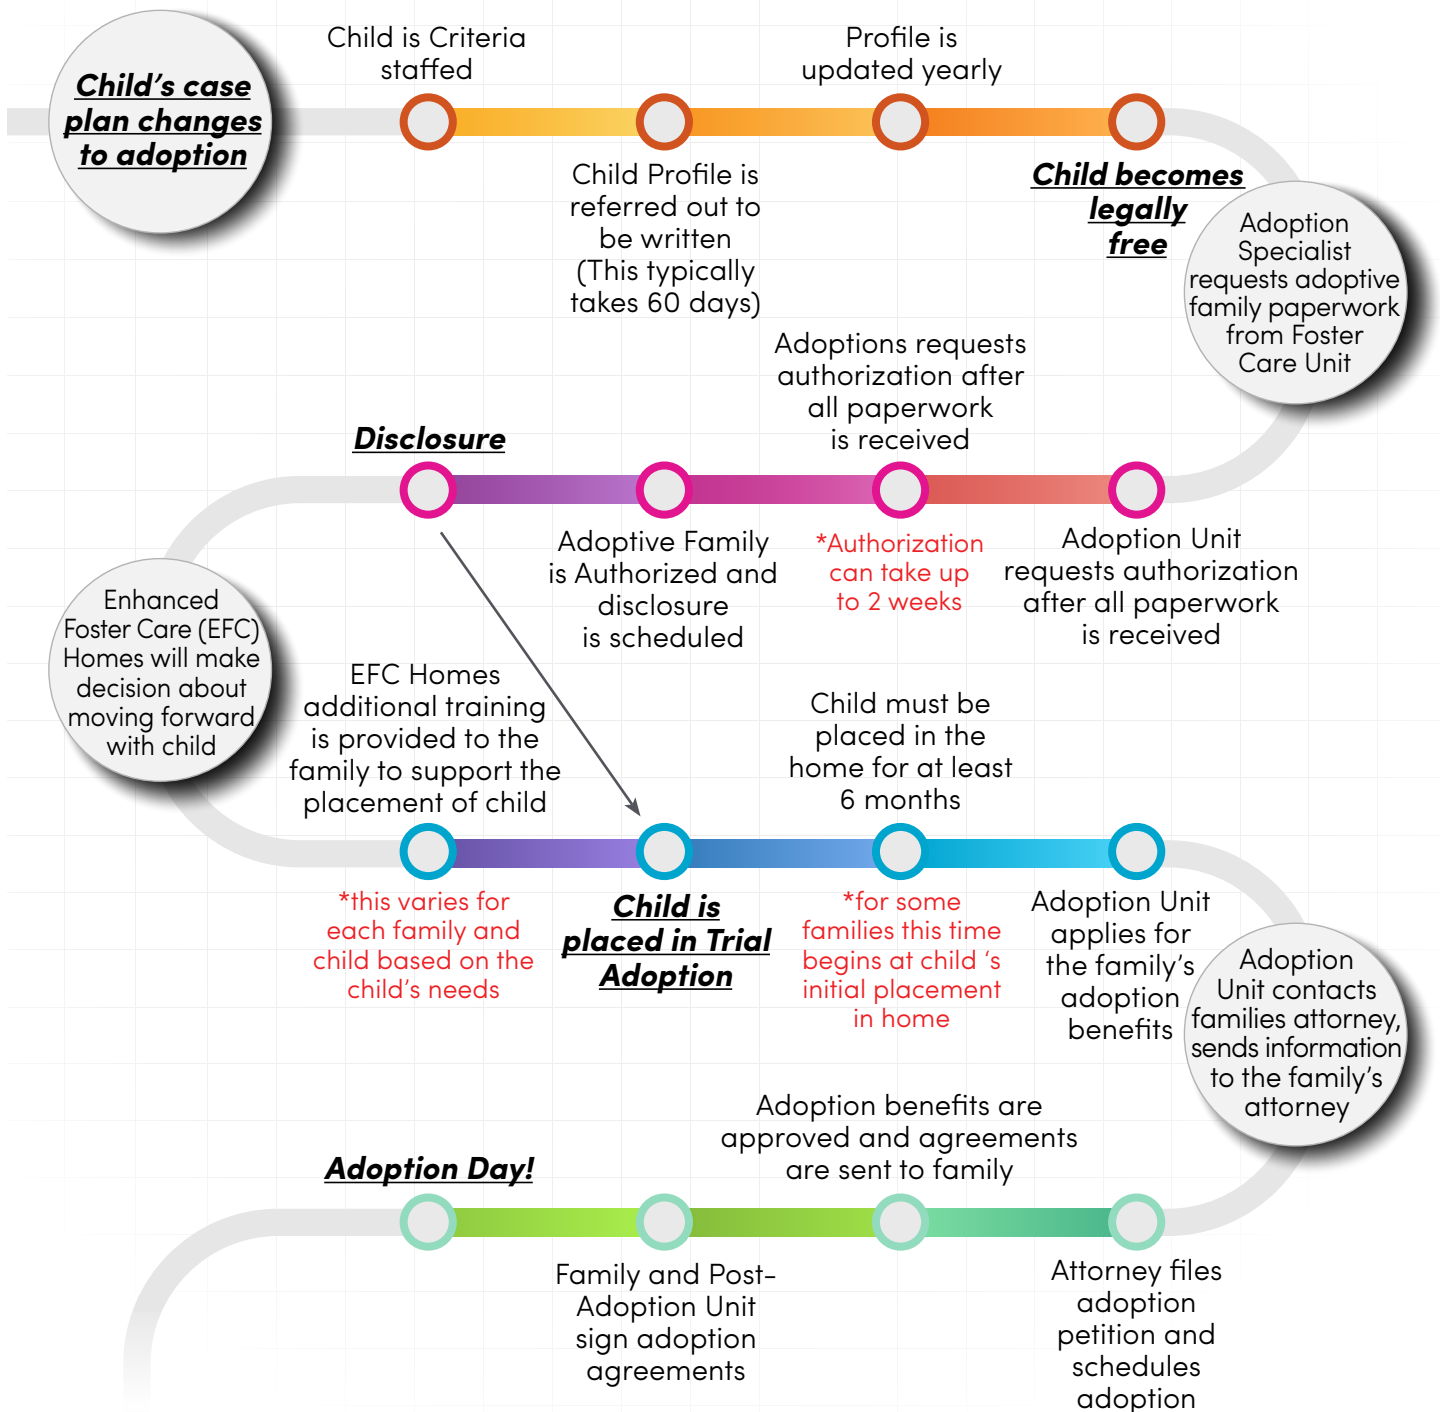 Child's case
plan changes
to adoption
Child is Criteria
staffed
Child Profile is
referred out to
be written
(This typically
takes 60 days)
Profile is
updated yearly
Child becomes
legally
free
Adoption
Specialist
requests adoptive
family paperwork
from Foster
Care Unit
Adoption Unit
requests authorization
after all paperwork
is received
Adoptions requests
authorization after
all paperwork
is received
*Authorization
can take up
to 2 weeks
Adoptive Family
is Authorized and
disclosure
is scheduled
Disclosure
Enhanced
Foster Care (EFC)
Homes will make
decision about
moving forward
with child
EFC Homes
additional training
is provided to the
family to support the
placement of child
*this varies for
each family and
child based on the
child's needs
Child is
placed in Trial
Adoption
Child must be
placed in the
home for at least
6 months
*for some
families this time
begins at child 's
initial placement
in home
Adoption Unit
applies for
the family's
adoption
benefits
Adoption
Unit contacts
families attorney,
sends information
to the family's
attorney
Attorney files
adoption
petition and
schedules
adoption
Adoption benefits are
approved and agreements
are sent to family
Family and Post-
Adoption Unit
sign adoption
agreements
Adoption Day!